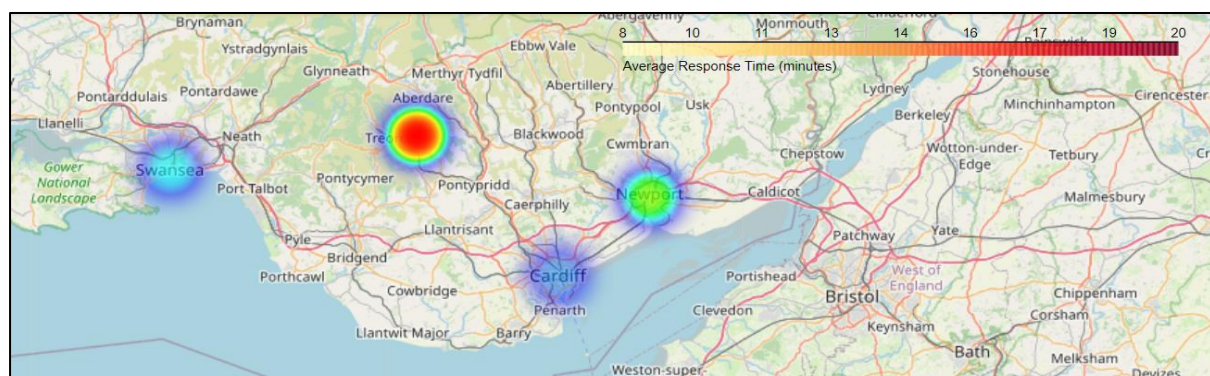 Brynaman
Abergavenny
Monmouth
Cinderford
8 10 11 13 14 16 17 19 20
Average Response Time (minutes)
Ystradgynlais
Ebbw Vale
Glynneath
Merthyr Tydfil
Stonehouse
Pontarddulais
Pontardawe
Aberdare
Abertillery
Lydney
Cirencester
Pontypool
Usk
Minchinhampton
Llanelli
Neath
Blackwood
Berkeley
Cwmbran
Wotton-under-
Edge
Tetbury
Gower
National
Landscape
Swansea
Port Talbot
Pontycymer
Pontypridd
Chepstow
Newport
Caldicot
Malmesbury
Caerphilly
Llantrisant
Pyle
Bridgend
Patchway
Yate
Porthcawl
Cardiff
Portishead
West of
England
Cowbridge
Penarth
Bristol
Chippenham
Llantwit Major
Barry
Clevedon
Keynsham
Corsham
Bath
Melksham
Weston-super-
Devizes